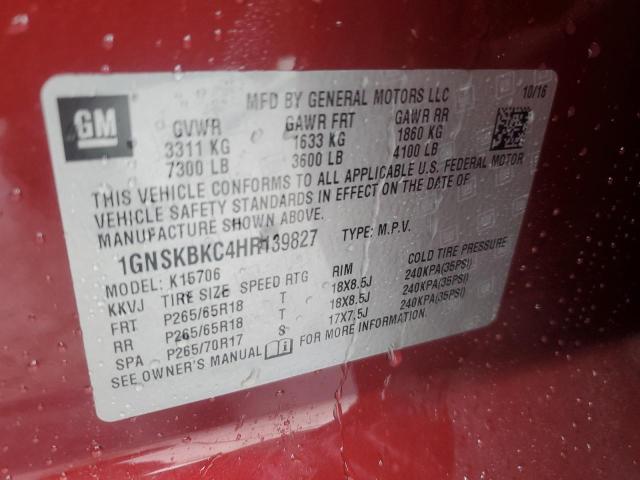 GM
MFD BY GENERAL MOTORS LLC 10/16
GVWR GAWR FRT GAWR RR
3311 KG 1633 KG 1860 KG
7300 LB 3600 LB 4100 LB
THIS VEHICLE CONFORMS TO ALL APPLICABLE U.S. FEDERAL MOTOR
VEHICLE SAFETY STANDARDS IN EFFECT ON THE DATE OF
MANUFACTURE SHOWN ABOVE.
1GNSKBKC4HR139827 TYPE: M.P.V.
MODEL: K15706
KKVJ TIRE SIZE SPEED RTG RIM COLD TIRE PRESSURE
FRT P265/65R18 T 18X8.5J 240KPA(35PSI)
RR P265/65R18 T 18X8.5J 240KPA(35PSI)
SPA P265/70R17 S 17X7.5J 240KPA(35PSI)
SEE OWNER'S MANUAL FOR MORE INFORMATION.